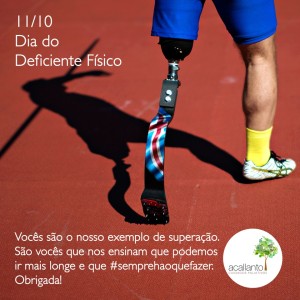 11/10
Dia do
Deficiente Físico
Vocês são o nosso exemplo de superação.
São vocês que nos ensinam que podemos
ir mais longe e que #semprehaoquefazer.
Obrigada!
acallanto